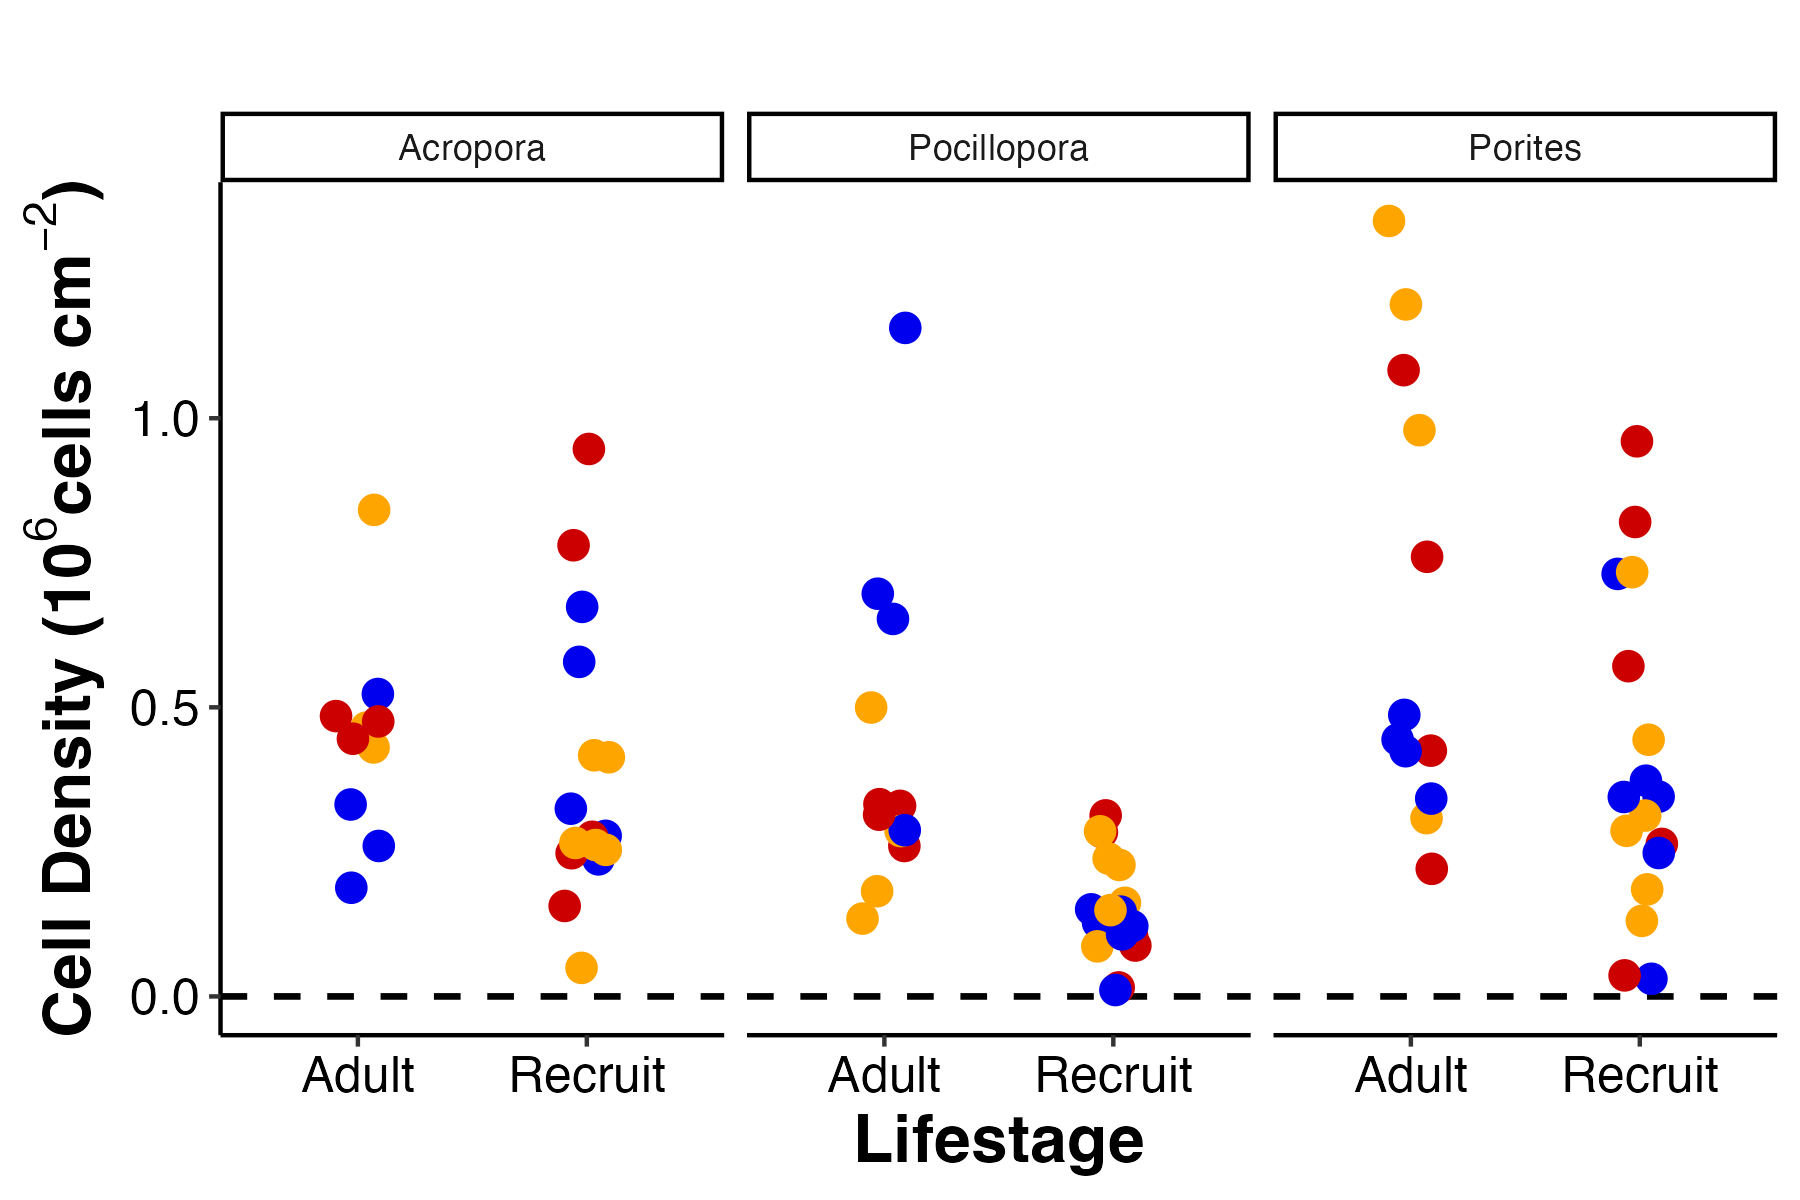 Acropora
Pocillopora
Porites
Cell Density (10⁶cells cm⁻²)
1.0
0.5
0.0
Adult
Recruit
Adult
Recruit
Adult
Recruit
Lifestage